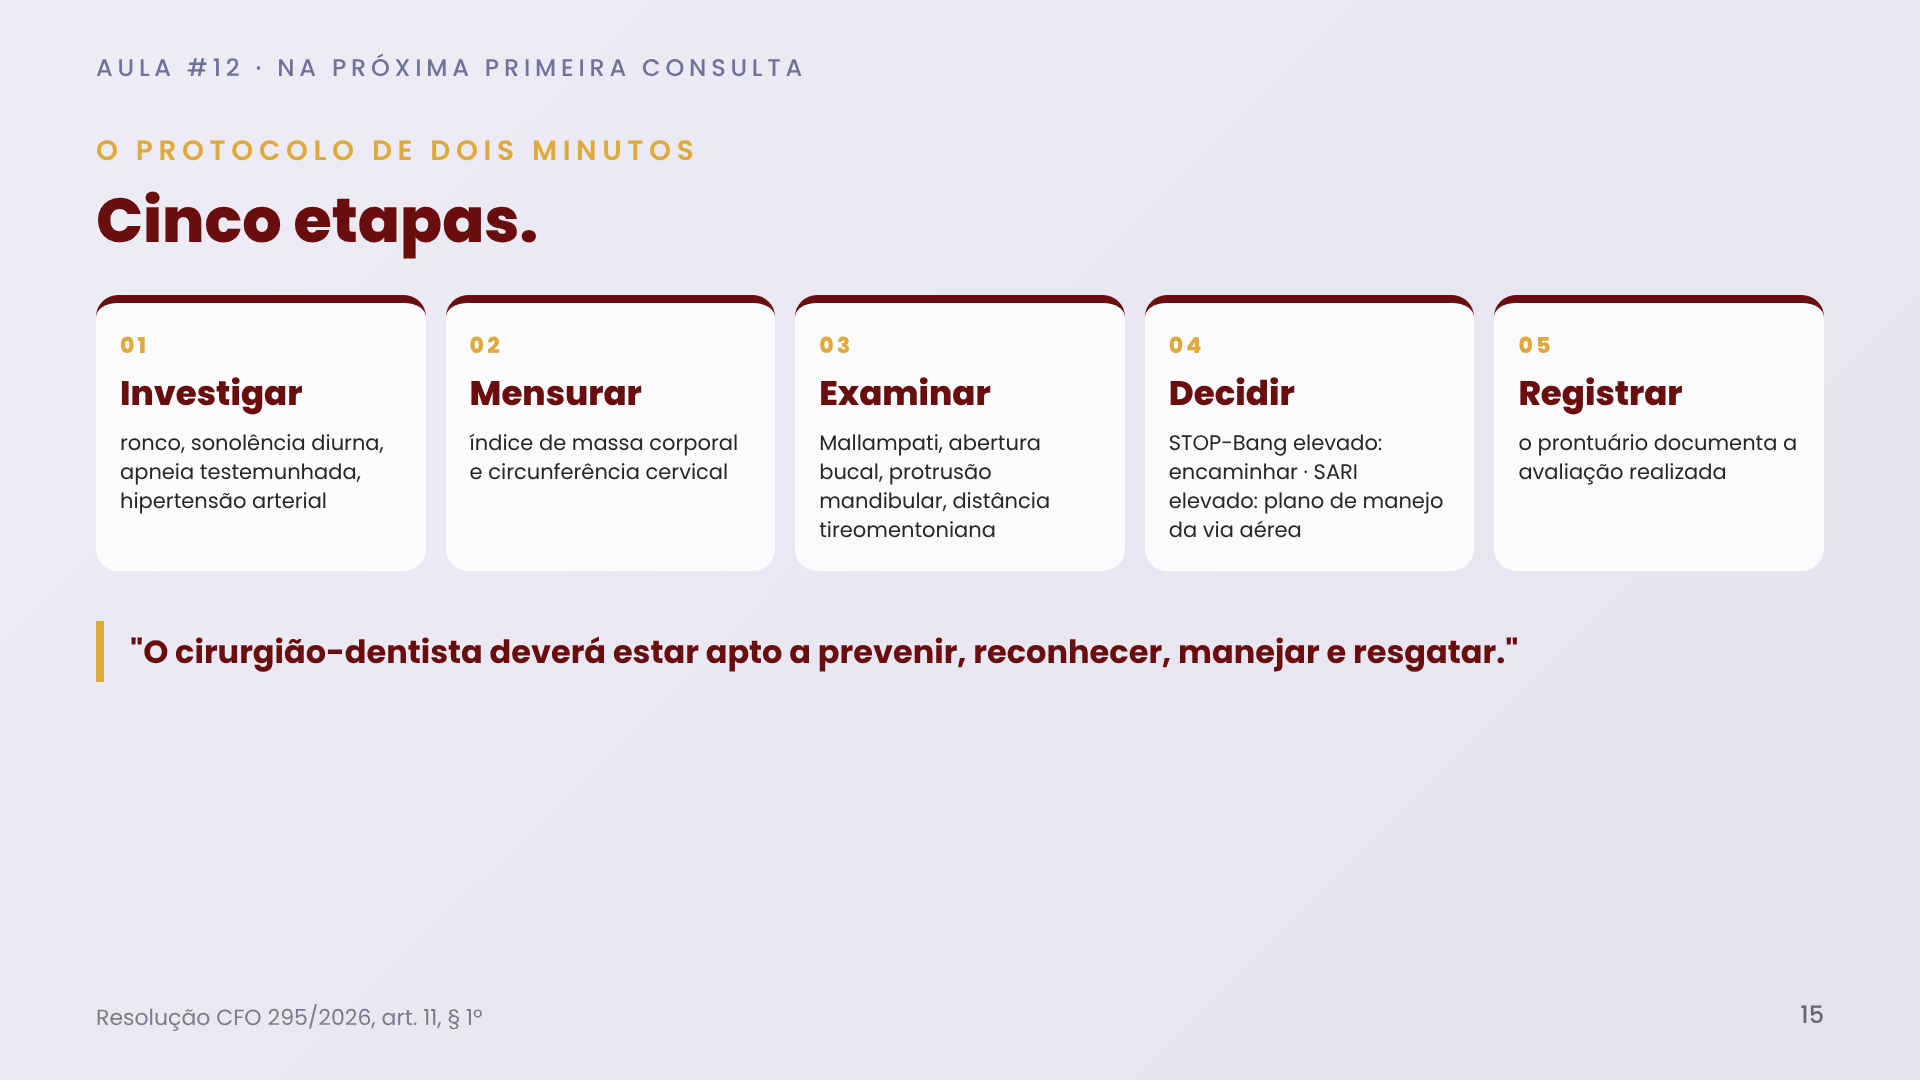 AULA #12 · NA PRÓXIMA PRIMEIRA CONSULTA
O PROTOCOLO DE DOIS MINUTOS
Cinco etapas.
01
Investigar
ronco, sonolência diurna,
apneia testemunhada,
hipertensão arterial
02
Mensurar
índice de massa corporal
e circunferência cervical
03
Examinar
Mallampati, abertura
bucal, protrusão
mandibular, distância
tireomentoniana
04
Decidir
STOP-Bang elevado:
encaminhar · SARI
elevado: plano de manejo
da via aérea
05
Registrar
o prontuário documenta a
avaliação realizada
"O cirurgião-dentista deverá estar apto a prevenir, reconhecer, manejar e resgatar."
Resolução CFO 295/2026, art. 11, § 1º
15